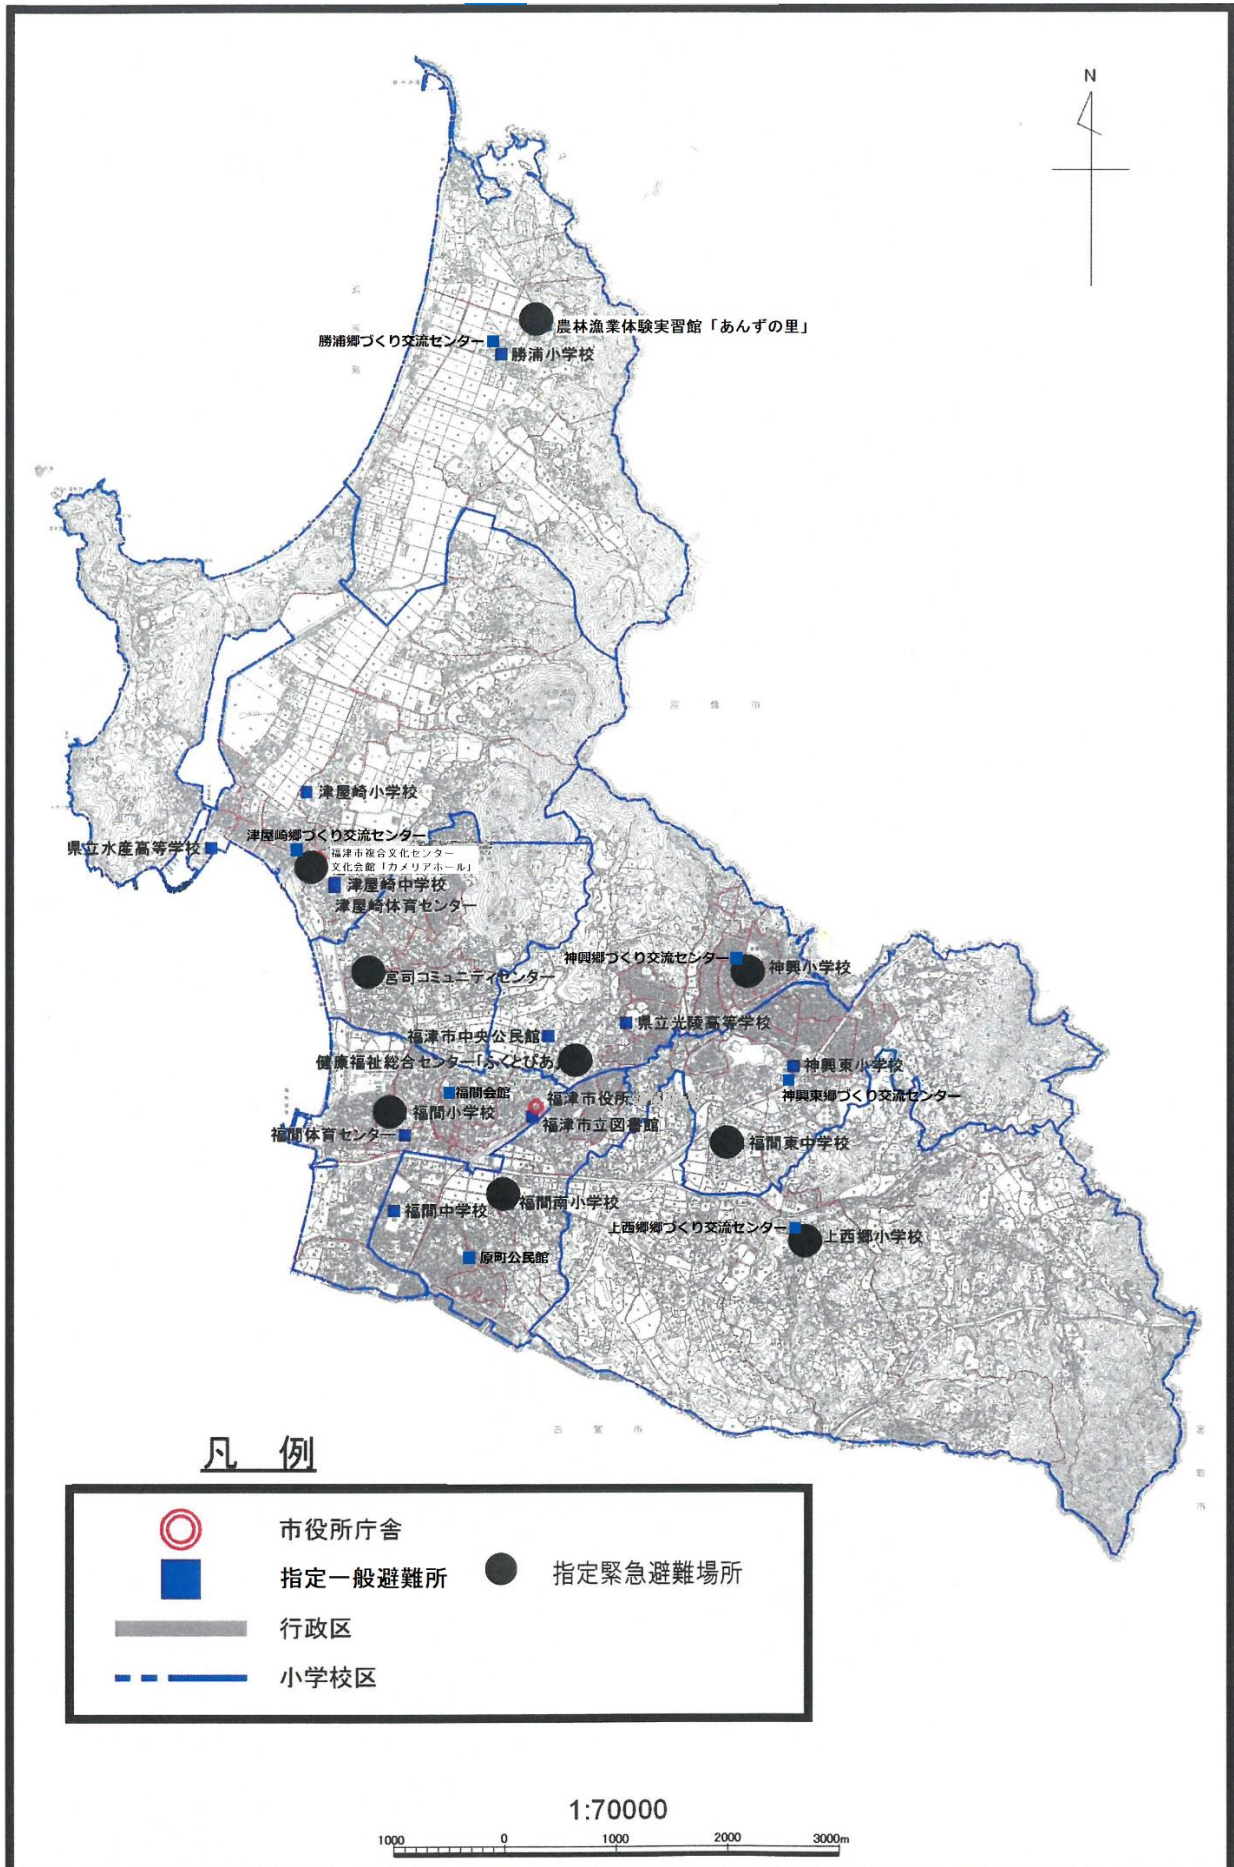 N
農林漁業体験実習館「あんずの里」
勝浦郷づくり交流センター
勝浦小学校
宗像市
津屋崎小学校
津屋崎郷づくり交流センター
県立水産高等学校
福津市複合文化センター
文化会館「カメリアホール」
津屋崎中学校
津屋崎体育センター
神興郷づくり交流センター
神興小学校
宮司コミュニティセンター
県立光陵高等学校
福津市中央公民館
健康福祉総合センター「ふくとぴあ」
神興東小学校
神興東郷づくり交流センター
福間会館
福津市役所
福間小学校
福津市立図書館
福間体育センター
福間東中学校
福間南小学校
福間中学校
上西郷郷づくり交流センター
上西郷小学校
原町公民館
古賀市
凡 例
市役所庁舎
指定一般避難所
指定緊急避難場所
行政区
小学校区
1:70000
1000 0 1000 2000 3000m